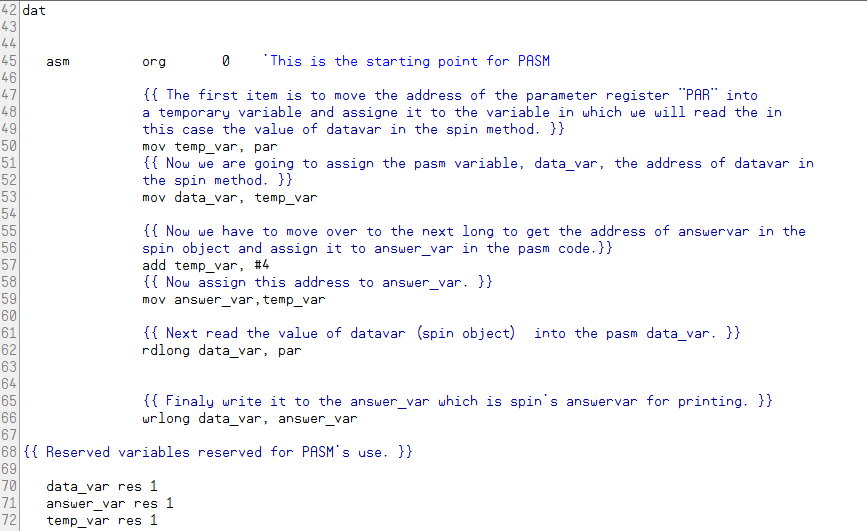 42 dat
43
44
45 asm org 0 'This is the starting point for PASM
46
47 {{ The first item is to move the address of the parameter register "PAR" into
48 a temporary variable and assigne it to the variable in which we will read the in
49 this case the value of datavar in the spin method. }}
50 mov temp_var, par
51 {{ Now we are going to assign the pasm variable, data_var, the address of datavar in
52 the spin method. }}
53 mov data_var, temp_var
54
55 {{ Now we have to move over to the next long to get the address of answervar in the
56 spin object and assign it to answer_var in the pasm code.}}
57 add temp_var, #4
58 {{ Now assign this address to answer_var. }}
59 mov answer_var,temp_var
60
61 {{ Next read the value of datavar (spin object) into the pasm data_var. }}
62 rdlong data_var, par
63
64
65 {{ Finaly write it to the answer_var which is spin's answervar for printing. }}
66 wrlong data_var, answer_var
67
68 {{ Reserved variables reserved for PASM's use. }}
69
70 data_var res 1
71 answer_var res 1
72 temp_var res 1